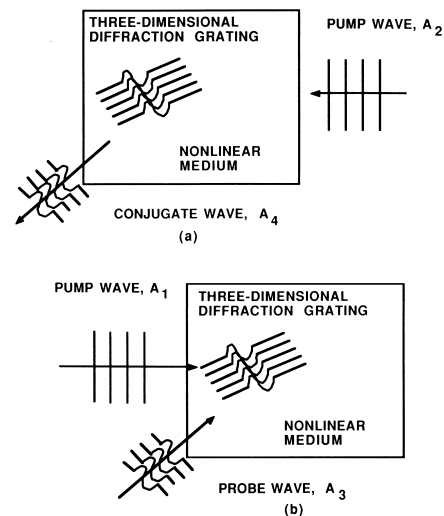 THREE-DIMENSIONAL
DIFFRACTION GRATING
PUMP WAVE, A2
NONLINEAR
MEDIUM
CONJUGATE WAVE, A4
(a)
PUMP WAVE, A1
THREE-DIMENSIONAL
DIFFRACTION GRATING
NONLINEAR
MEDIUM
PROBE WAVE, A3
(b)